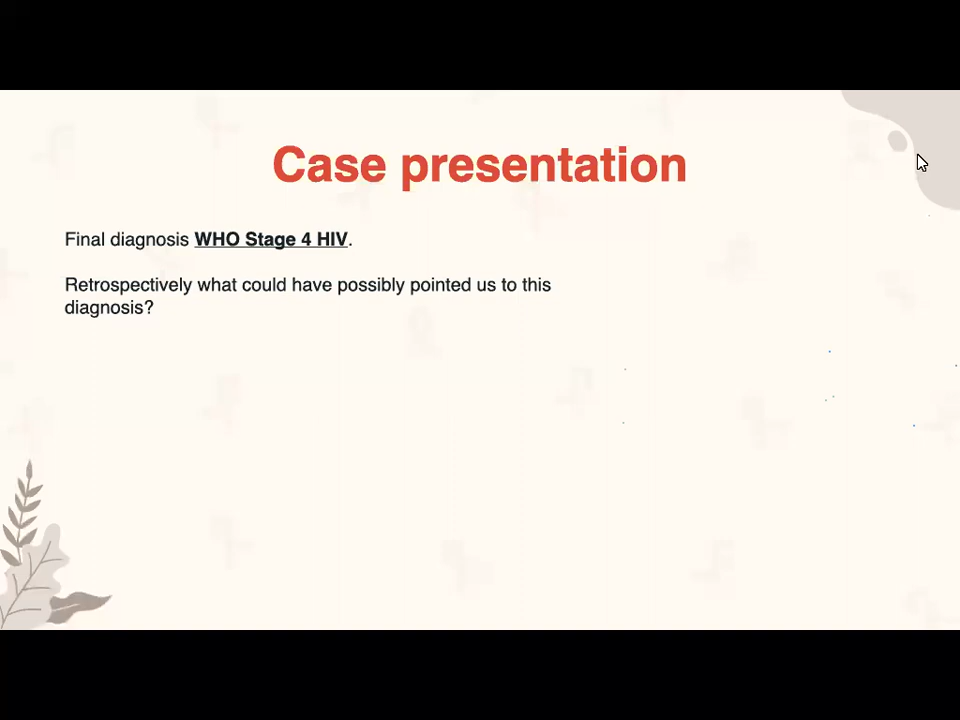 Case presentation
Final diagnosis WHO Stage 4 HIV.
Retrospectively what could have possibly pointed us to this
diagnosis?